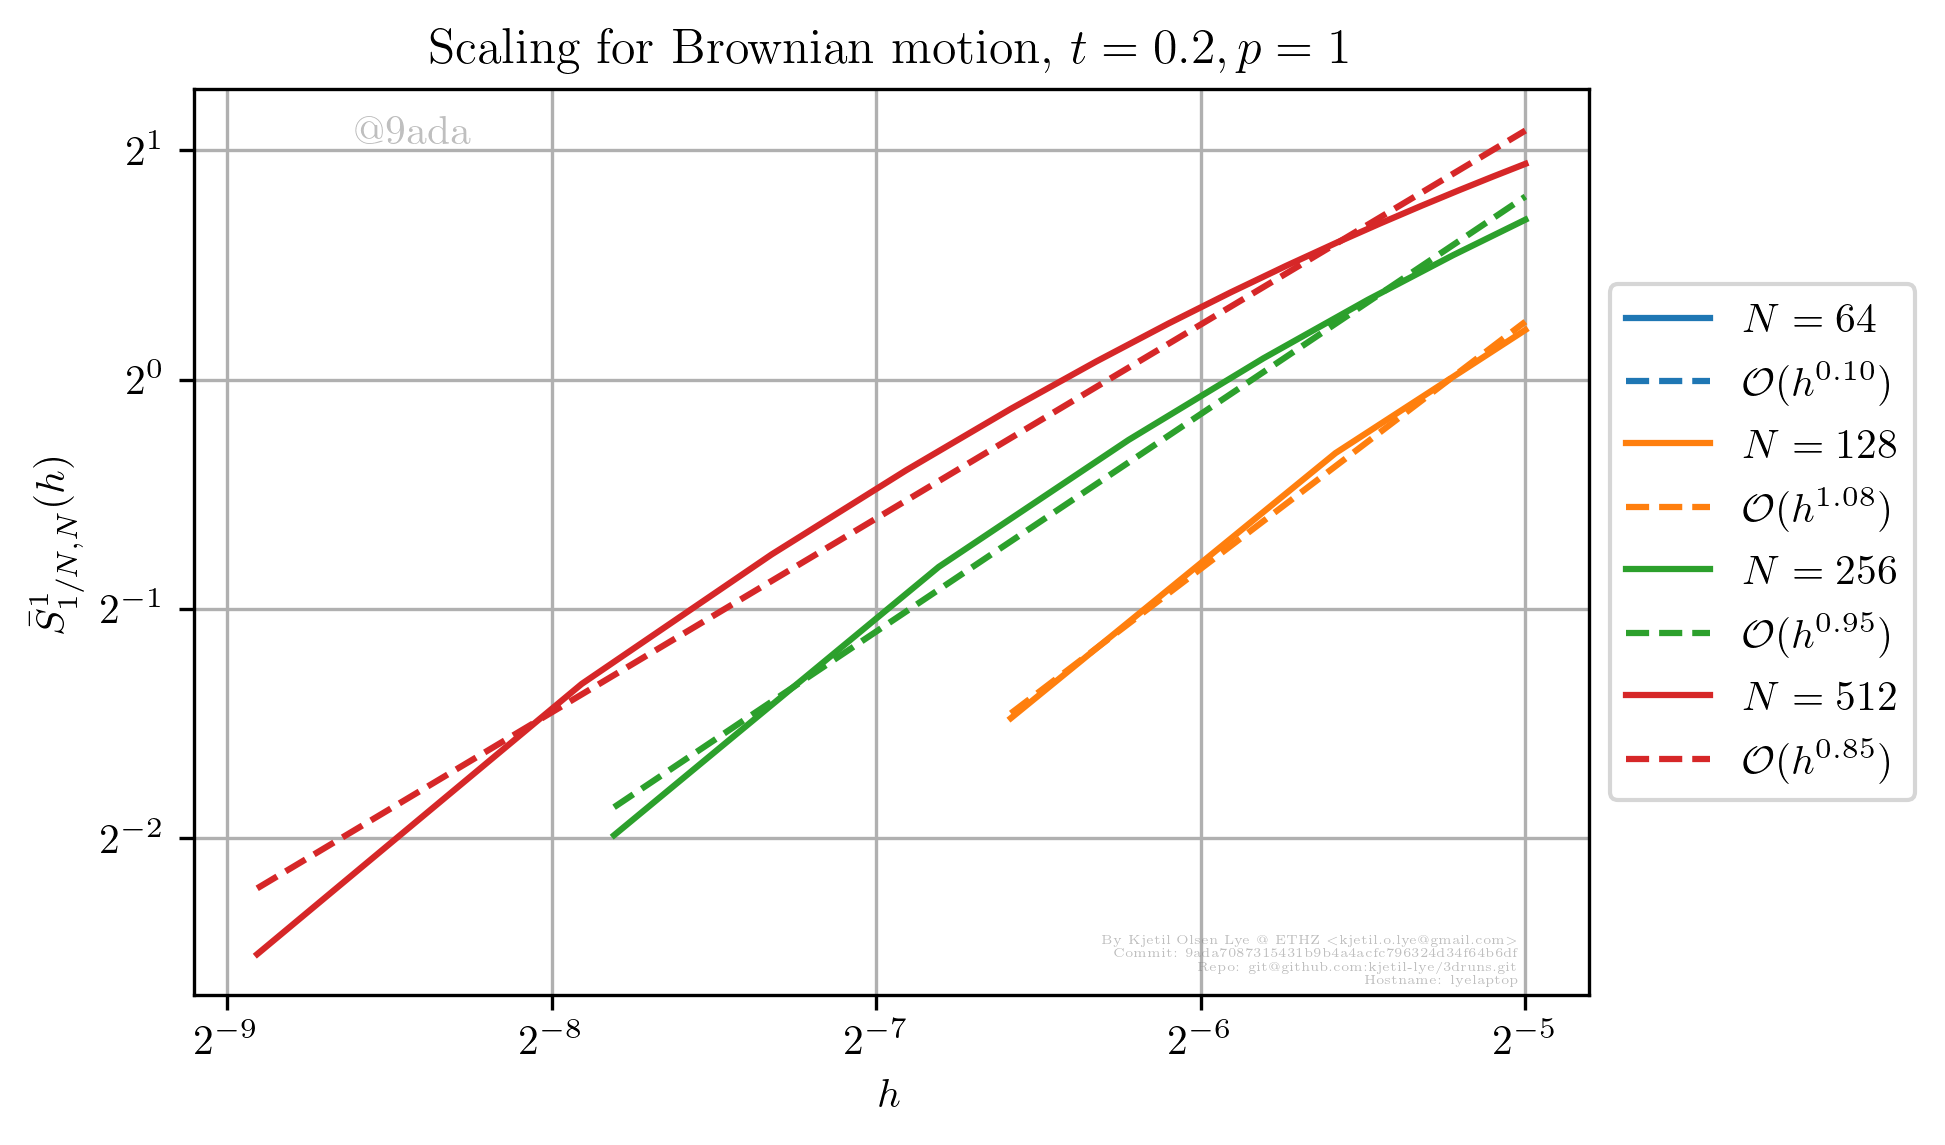 Scaling for Brownian motion, t = 0.2, p = 1
@9ada
2^1
2^0
2^{-1}
2^{-2}
\bar{S}^1_{1/N,N}(h)
N = 64
O(h^{0.10})
N = 128
O(h^{1.08})
N = 256
O(h^{0.95})
N = 512
O(h^{0.85})
By Kjetil Olsen Lye @ ETHZ <kjetil.o.lye@gmail.com>
Commit: 9ada7087315431b9b4a4acfc796324d34f64b6df
Repo: git@github.com:kjetil-lye/3druns.git
Hostname: lyelaptop
2^{-9} 2^{-8} 2^{-7} 2^{-6} 2^{-5}
h